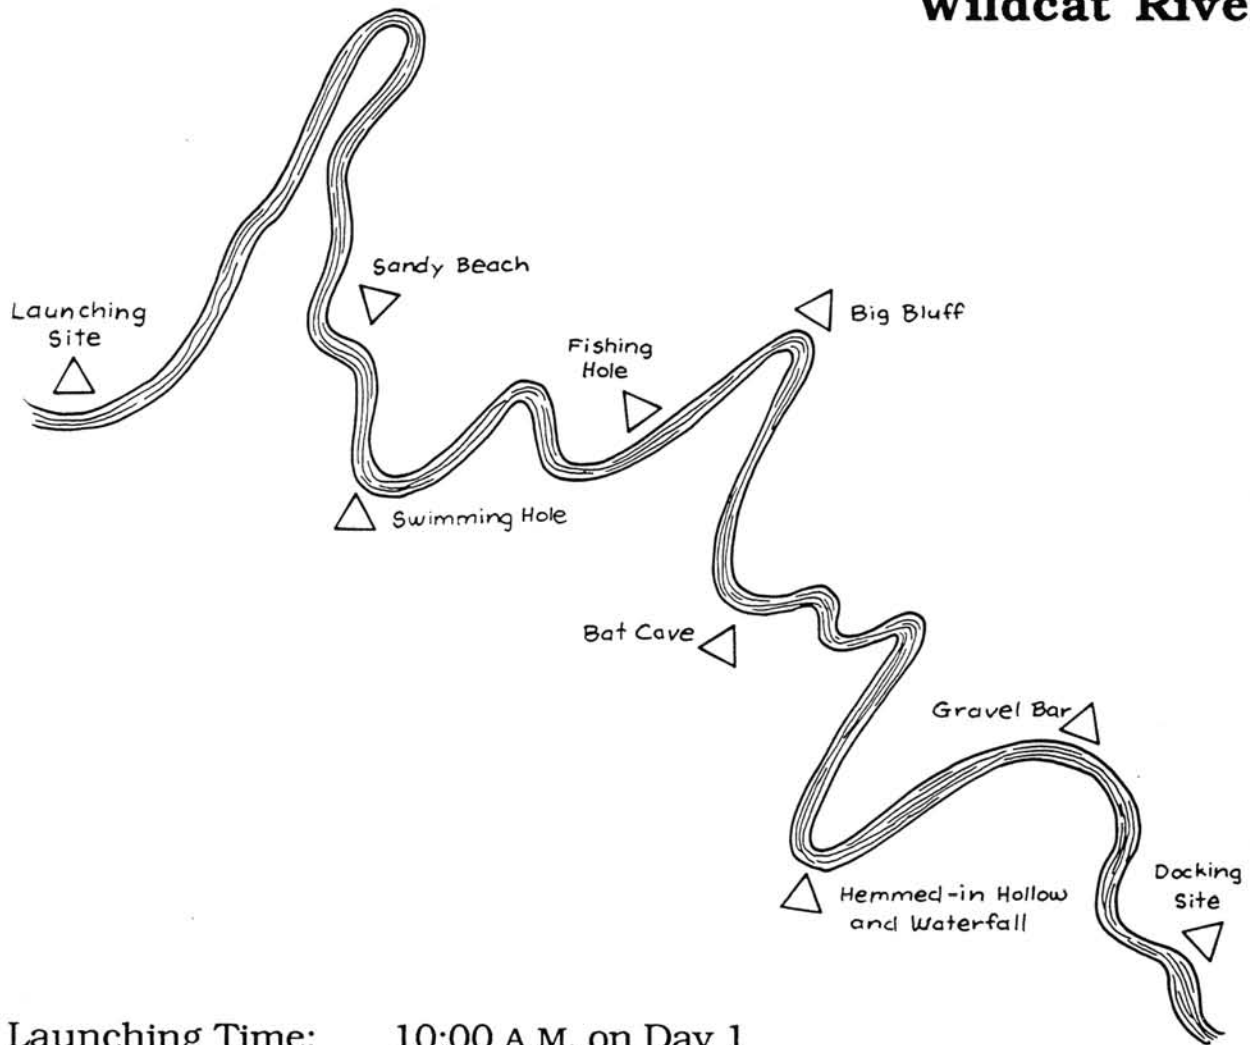 Wildcat Rive
Sandy Beach
Launching
Site
Big Bluff
Fishing
Hole
Swimming Hole
Bat Cave
Gravel Bar
Docking
Site
Hemmed-in Hollow
and Waterfall
Launching Time: 10:00 A.M. on Day 1